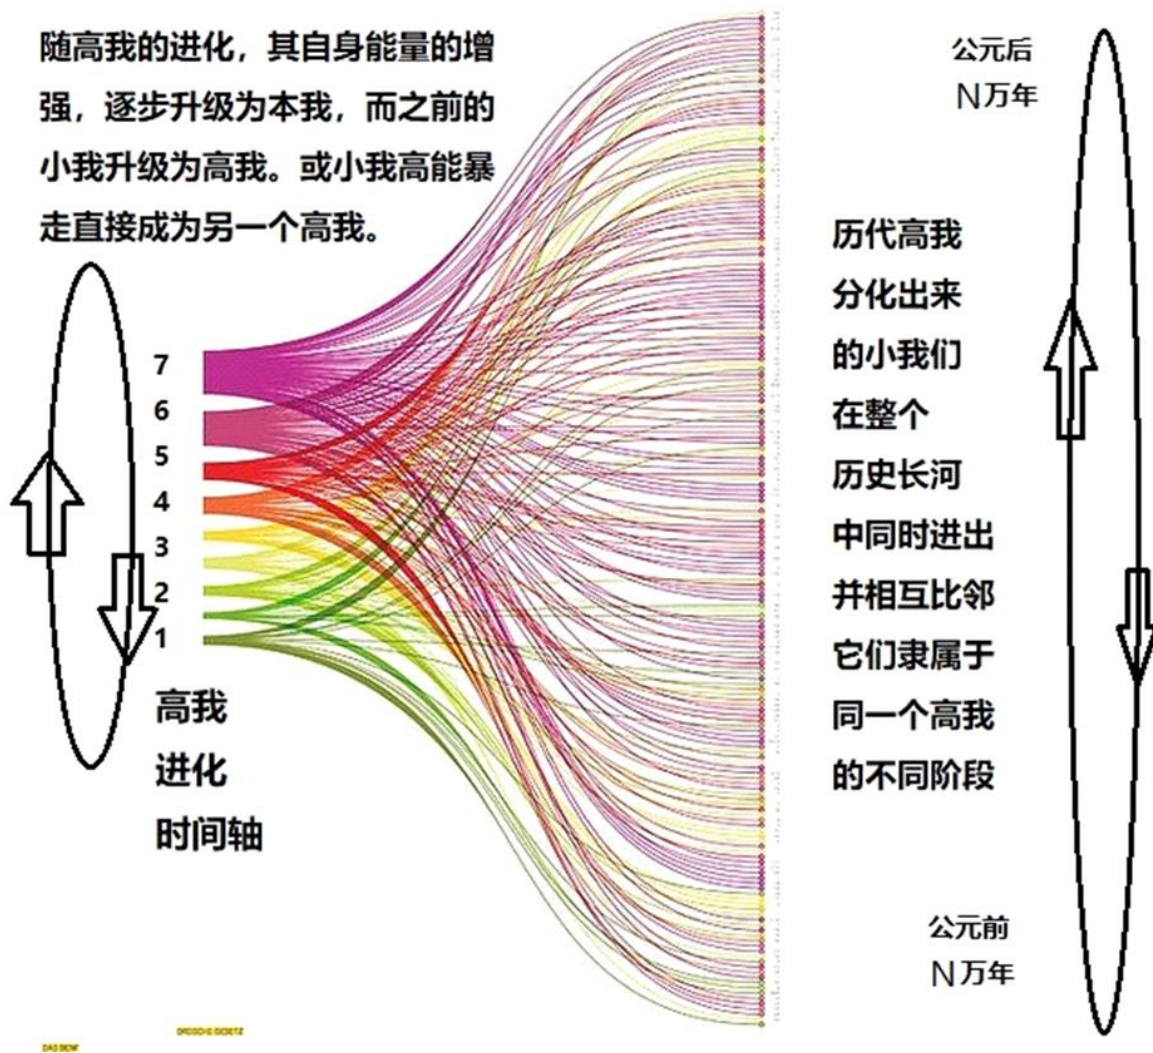 随高我的进化，其自身能量的增
强，逐步升级为本我，而之前的
小我升级为高我。或小我高能暴
走直接成为另一个高我。
7
6
5
4
3
2
1
高我
进化
时间轴
公元后
N万年
历代高我
分化出来
的小我们
在整个
历史长河
中同时进出
并相互比邻
它们隶属于
同一个高我
的不同阶段
公元前
N万年